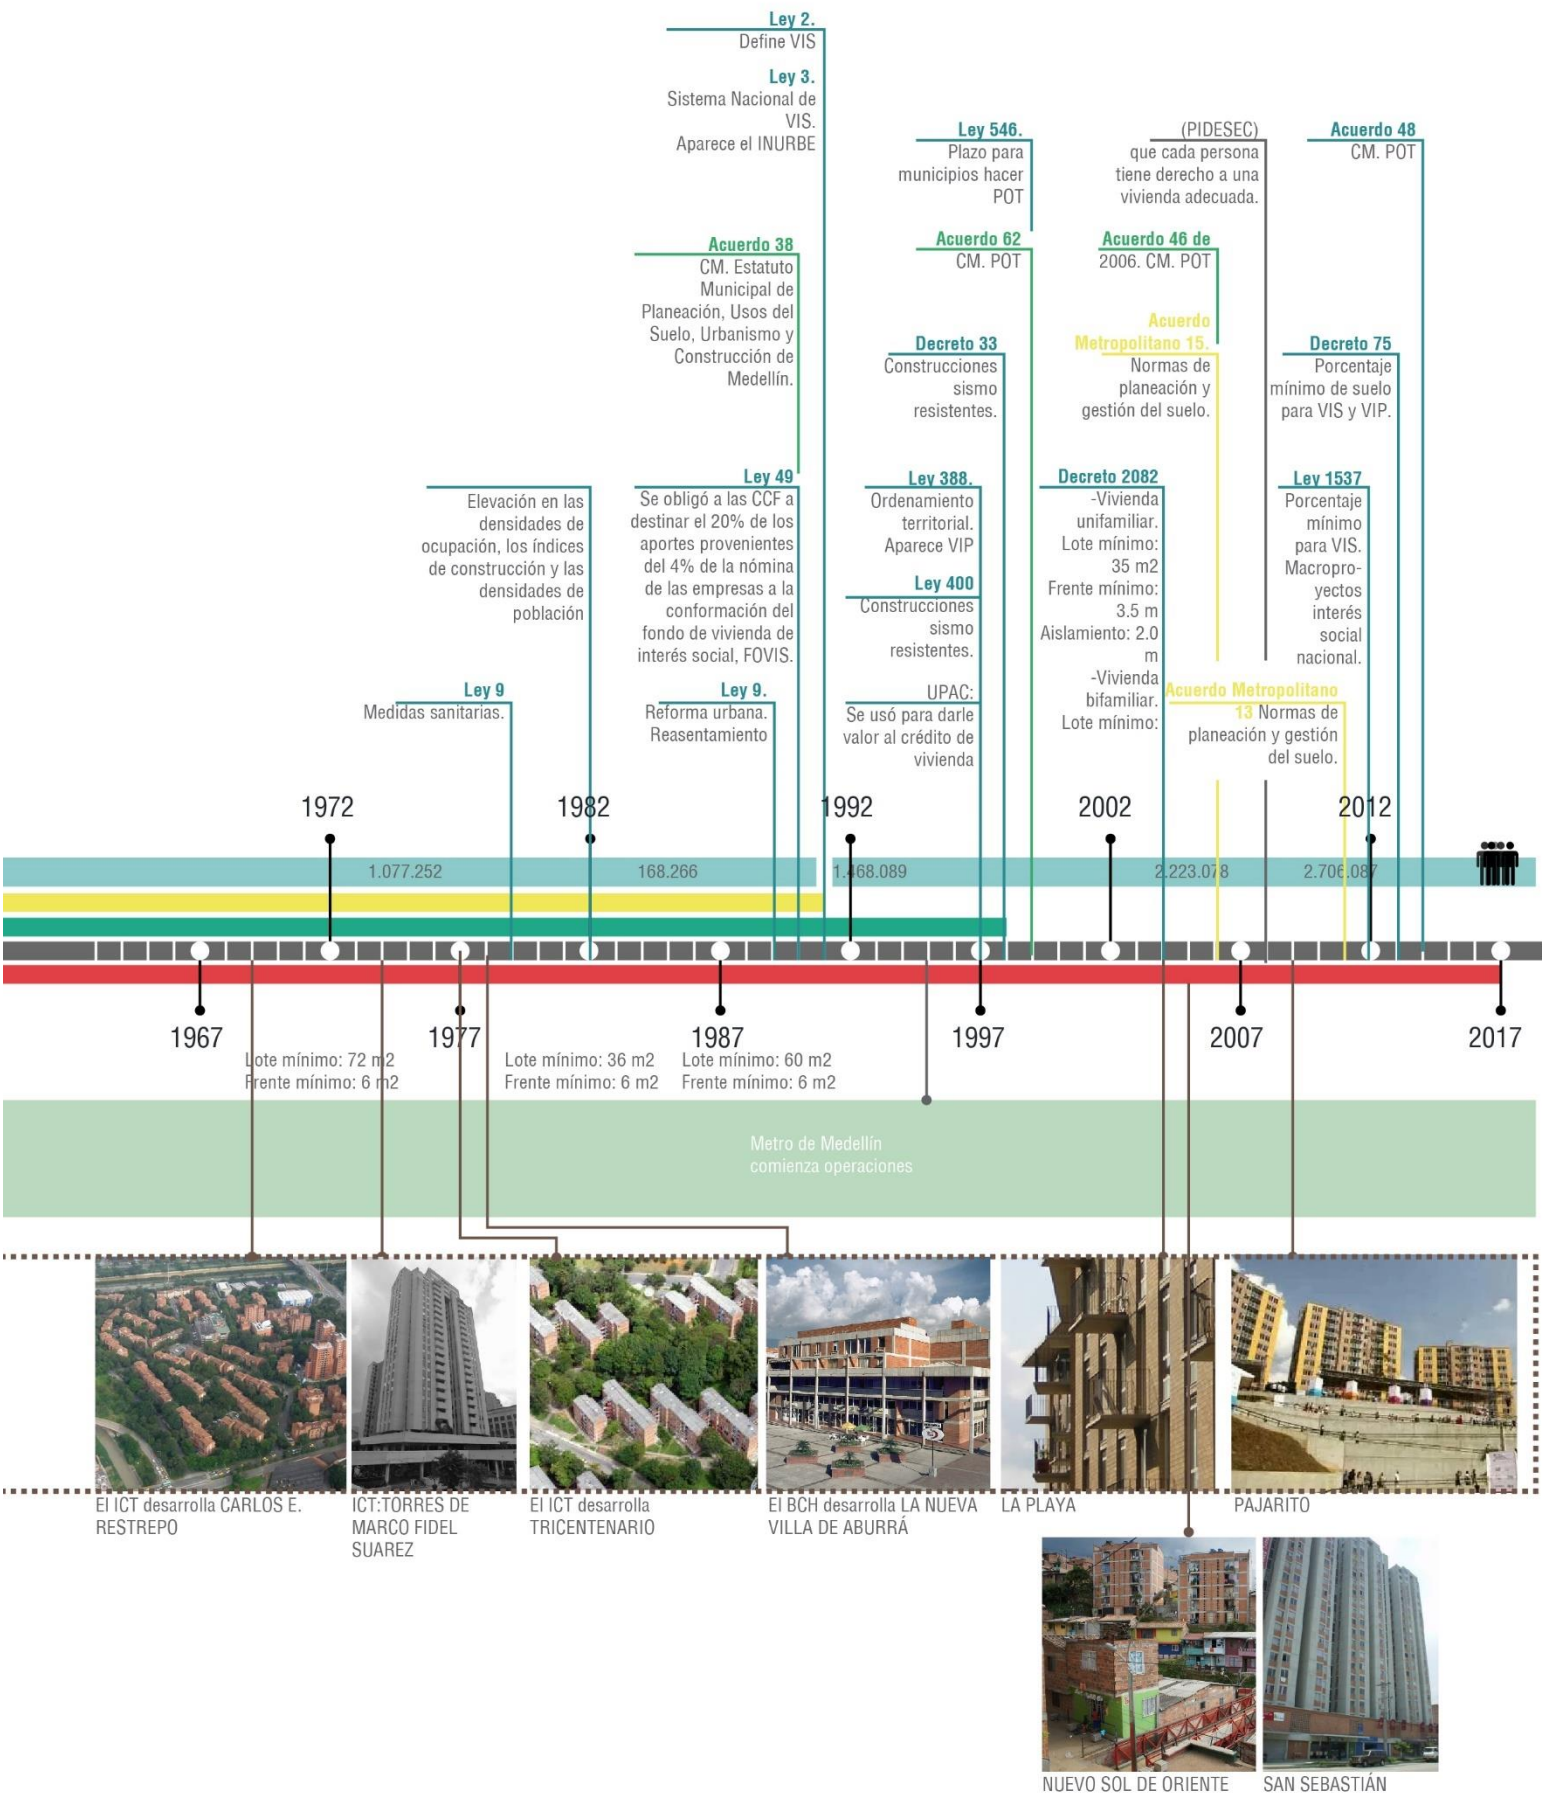 Ley 2.
Define VIS
Ley 3.
Sistema Nacional de
VIS.
Aparece el INURBE
Ley 546.
Plazo para
municipios hacer
POT
(PIDESEC)
que cada persona
tiene derecho a una
vivienda adecuada.
Acuerdo 48
CM. POT
Acuerdo 38
CM. Estatuto
Municipal de
Planeación, Usos del
Suelo, Urbanismo y
Construcción de
Medellín.
Acuerdo 62
CM. POT
Acuerdo 46 de
2006. CM. POT
Decreto 33
Construcciones
sismo
resistentes.
Acuerdo
Metropolitano 15.
Normas de
planeación y
gestión del suelo.
Decreto 75
Porcentaje
mínimo de suelo
para VIS y VIP.
Elevación en las
densidades de
ocupación, los índices
de construcción y las
densidades de
población
Ley 49
Se obligó a las CCF a
destinar el 20% de los
aportes provenientes
del 4% de la nómina
de las empresas a la
conformación del
fondo de vivienda de
interés social, FOVIS.
Ley 388.
Ordenamiento
territorial.
Aparece VIP
Ley 400
Construcciones
sismo
resistentes.
Decreto 2082
-Vivienda
unifamiliar.
Lote mínimo:
35 m2
Frente mínimo:
3.5 m
Aislamiento: 2.0
m
-Vivienda
bifamiliar.
Lote mínimo:
Ley 1537
Porcentaje
mínimo
para VIS.
Macropro-
yectos
interés
social
nacional.
Ley 9
Medidas sanitarias.
Ley 9.
Reforma urbana.
Reasentamiento
UPAC:
Se usó para darle
valor al crédito de
vivienda
Acuerdo Metropolitano
13 Normas de
planeación y gestión
del suelo.
1972
1982
1992
2002
2012
1.077.252
168.266
1.468.089
2.223.078
2.706.087
1967
1977
1987
1997
2007
2017
Lote mínimo: 72 m2
Frente mínimo: 6 m2
Lote mínimo: 36 m2
Frente mínimo: 6 m2
Lote mínimo: 60 m2
Frente mínimo: 6 m2
Metro de Medellín
comienza operaciones
El ICT desarrolla CARLOS E.
RESTREPO
ICT:TORRES DE
MARCO FIDEL
SUAREZ
El ICT desarrolla
TRICENTENARIO
El BCH desarrolla LA NUEVA
VILLA DE ABURRÁ
LA PLAYA
PAJARITO
NUEVO SOL DE ORIENTE
SAN SEBASTIÁN